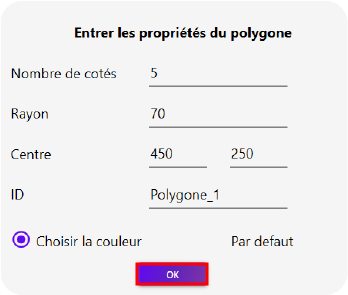 Entrer les propriétés du polygone
Nombre de cotés 5
Rayon 70
Centre 450 250
ID Polygone_1
Choisir la couleur Par defaut
OK